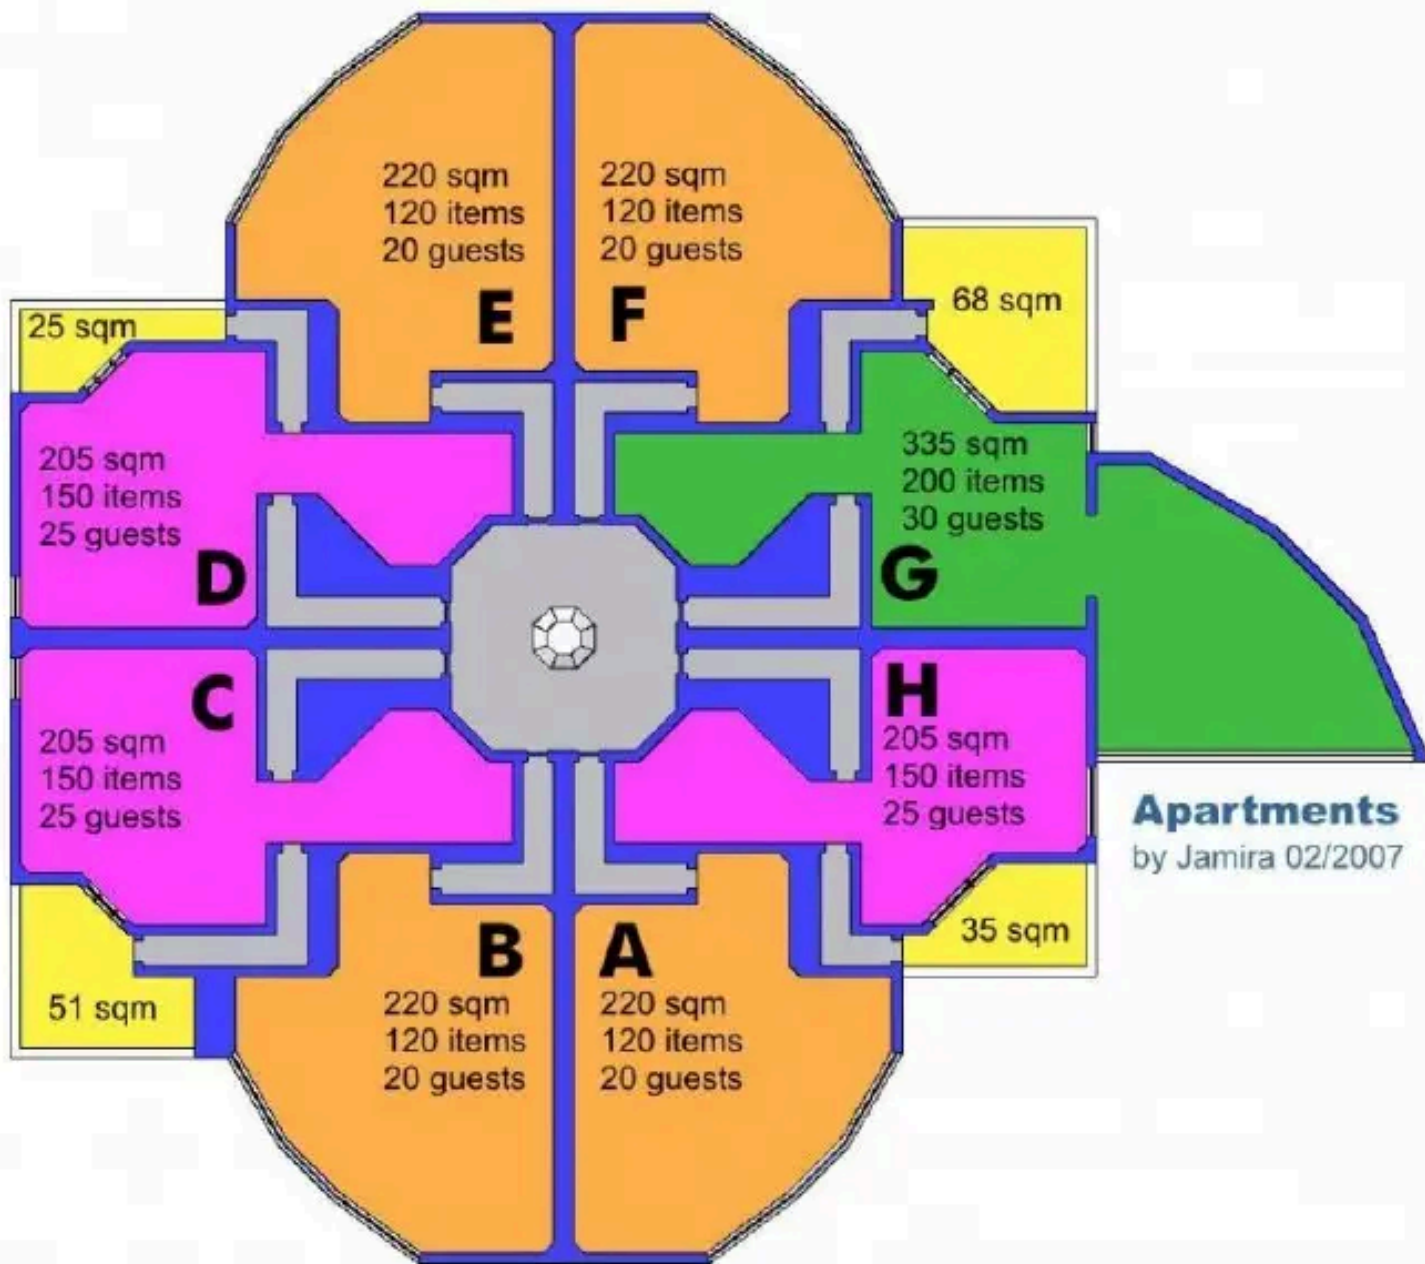 220 sqm
120 items
20 guests
E
220 sqm
120 items
20 guests
F
68 sqm
25 sqm
205 sqm
150 items
25 guests
D
335 sqm
200 items
30 guests
G
C
205 sqm
150 items
25 guests
H
205 sqm
150 items
25 guests
Apartments
by Jamira 02/2007
51 sqm
B
220 sqm
120 items
20 guests
A
220 sqm
120 items
20 guests
35 sqm